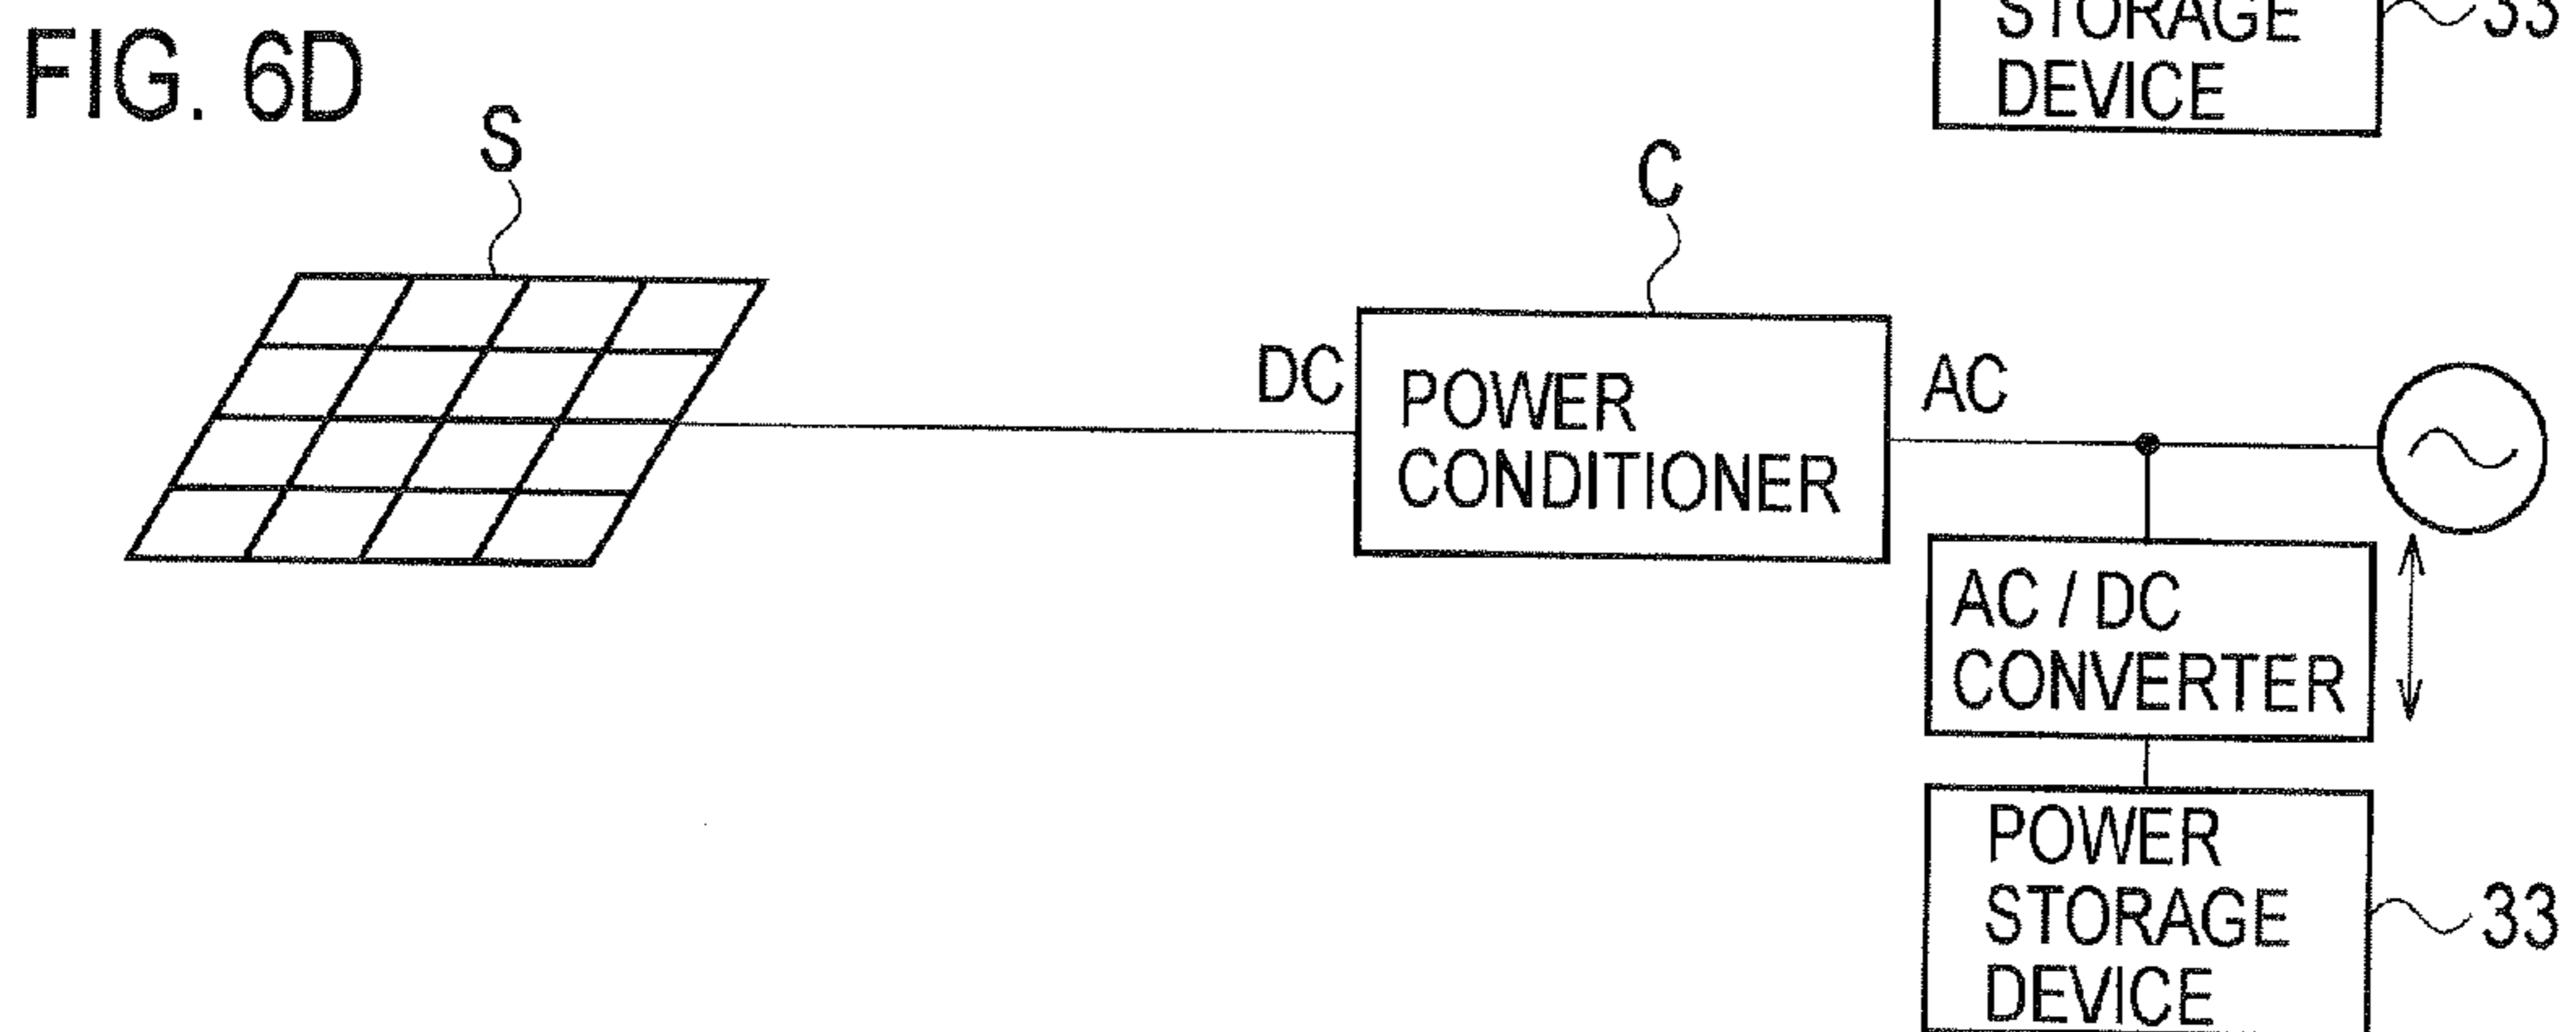 FIG. 6D
STORAGE
DEVICE
33
S
C
DC
POWER
CONDITIONER
AC
AC / DC
CONVERTER
POWER
STORAGE
DEVICE
33